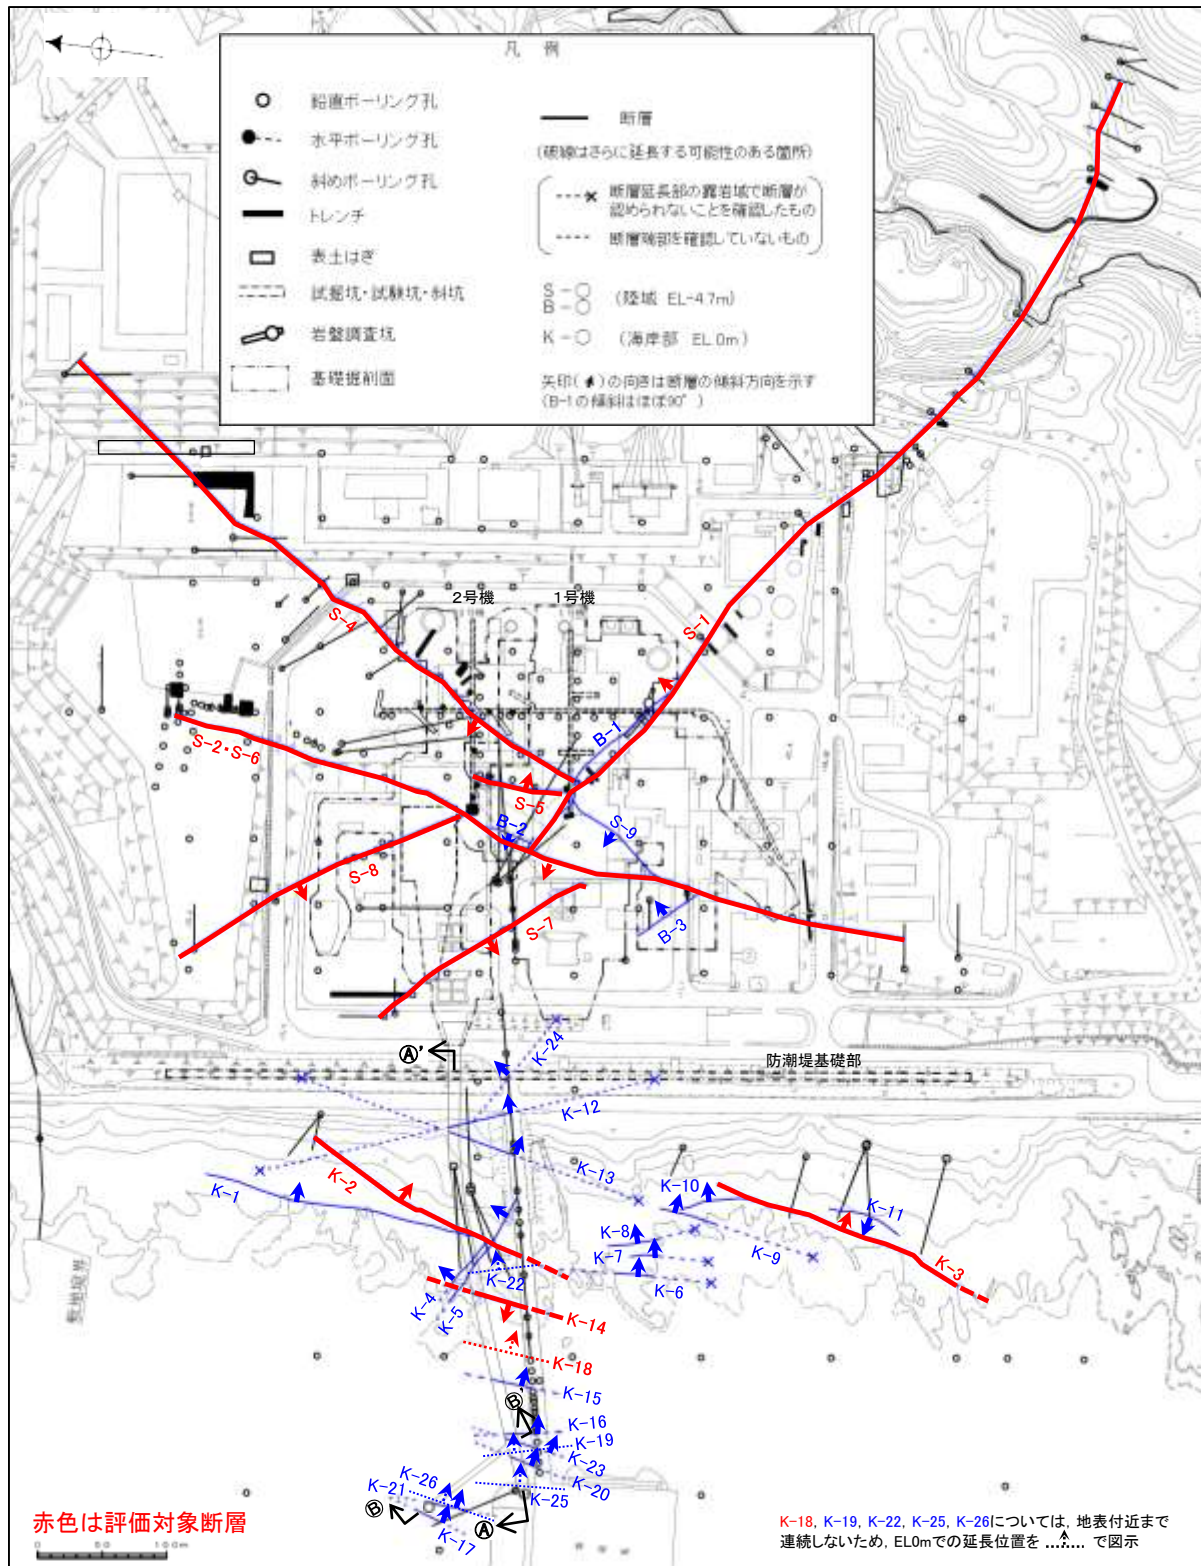 凡 例
鉛直ボーリング孔
水平ボーリング孔
斜めボーリング孔
トレンチ
表土はぎ
試掘坑・試験坑・斜坑
岩盤調査坑
基礎掘削面
断層
(破線はさらに延長する可能性のある箇所)
断層延長部の露岩域で断層が
認められないことを確認したもの
断層端部を確認していないもの
S-○
B-○
(陸域 EL-4.7m)
K-○
(海岸部 EL 0m)
矢印( )の向きは断層の傾斜方向を示す
(B-1の傾斜はほぼ90°)
2号機
1号機
S-4
S-1
B-1
S-2・S-6
S-5
B-2
S-9
S-8
S-7
B-3
K-24
Ⓐ'
防潮堤基礎部
K-12
K-13
K-2
K-1
K-10
K-11
K-8
K-7
K-9
K-22
K-6
K-3
K-4
K-5
K-14
K-18
K-15
Ⓑ'
K-16
K-19
K-23
K-26
K-21
K-20
K-25
Ⓑ
Ⓐ
K-17
敷地境界
赤色は評価対象断層
0 50 100m
K-18, K-19, K-22, K-25, K-26については, 地表付近まで
連続しないため, EL0mでの延長位置を で図示